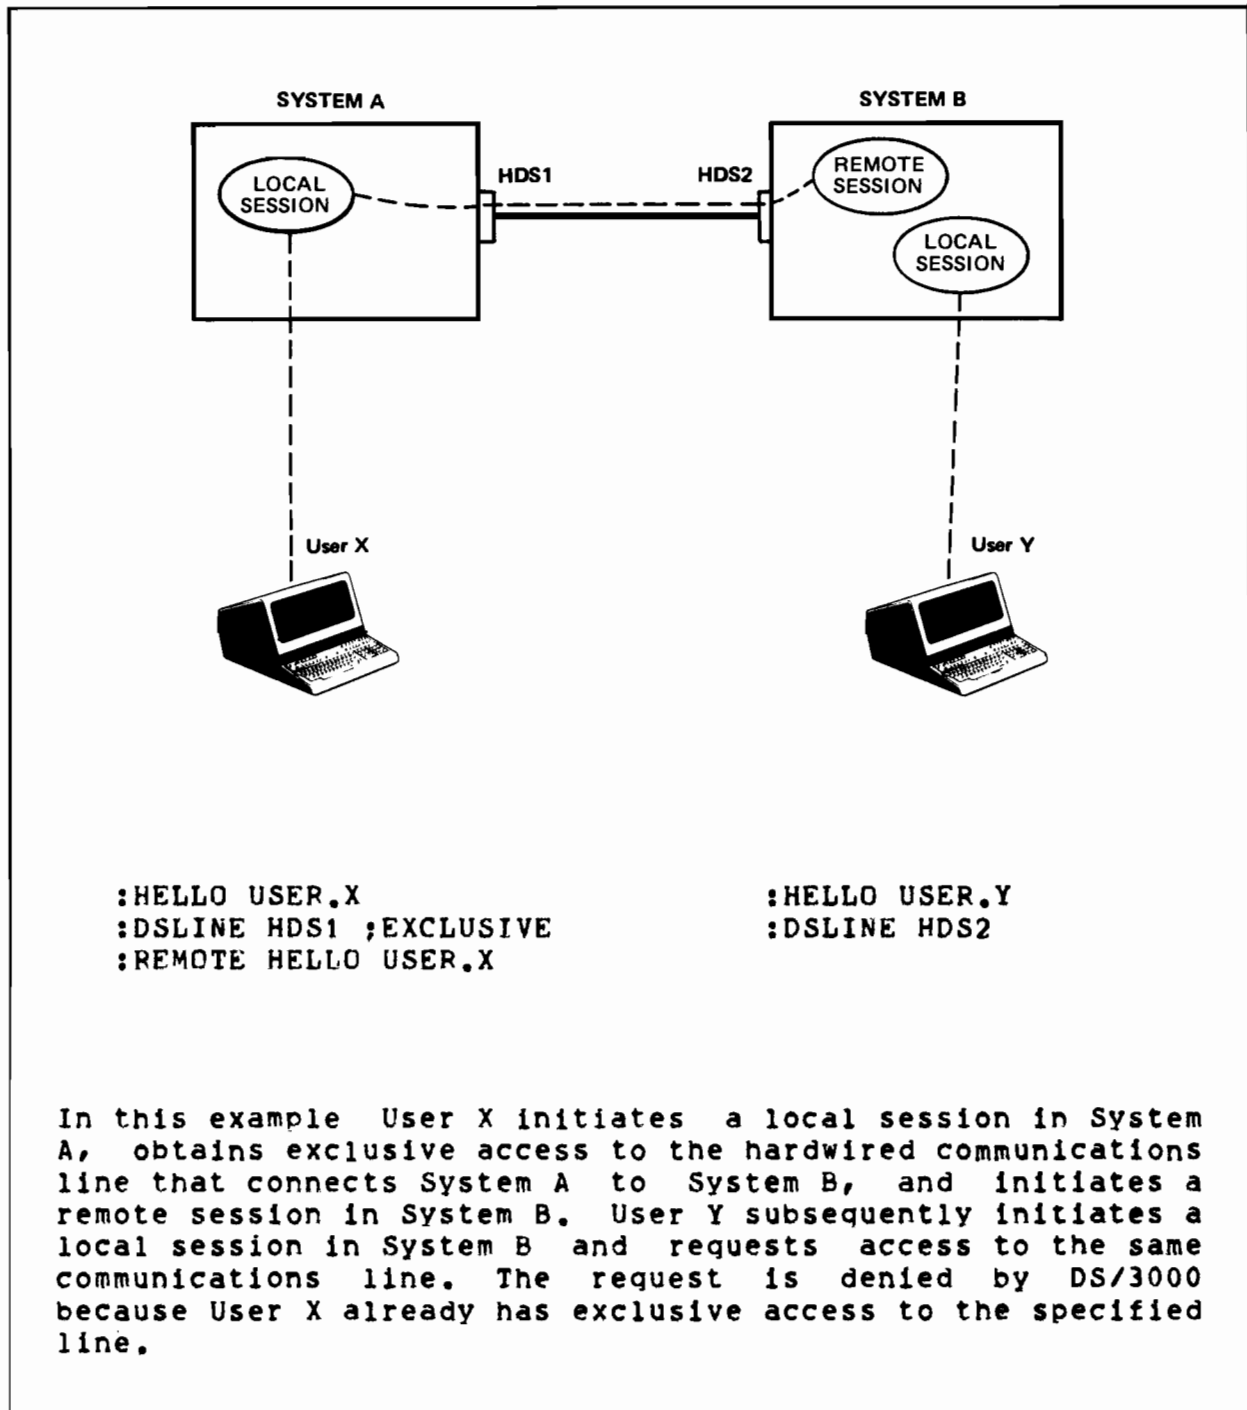 SYSTEM A
SYSTEM B
LOCAL
SESSION
HDS1
HDS2
REMOTE
SESSION
LOCAL
SESSION
User X
User Y
:HELLO USER.X
:DSLINE HDS1 ;EXCLUSIVE
:REMOTE HELLO USER.X
:HELLO USER.Y
:DSLINE HDS2
In this example User X initiates a local session in System
A, obtains exclusive access to the hardwired communications
line that connects System A to System B, and initiates a
remote session in System B. User Y subsequently initiates a
local session in System B and requests access to the same
communications line. The request is denied by DS/3000
because User X already has exclusive access to the specified
line.